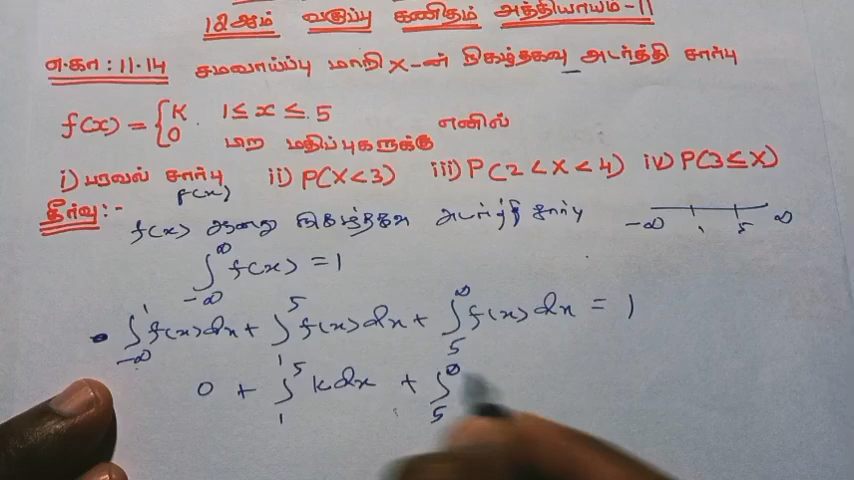 12ஆம் வகுப்பு கணிதம் அத்தியாயம்-11
எ.கா : 11.14 சமவாய்ப்பு மாறி X-ன் நிகழ்தகவு அடர்த்தி சார்பு
f(x) = { K 1 ≤ x ≤ 5
0 பிற மதிப்புகளுக்கு எனில்
i) பரவல் சார்பு F(x) ii) P(X<3) iii) P(2<X<4) iv) P(3≤X)
தீர்வு:-
f(x) ஆனது நிகழ்தகவு அடர்த்தி சார்பு
-∞ 1 5 ∞
∫_{-∞}^{∞} f(x) = 1
∫_{-∞}^{1} f(x)dx + ∫_{1}^{5} f(x)dx + ∫_{5}^{∞} f(x)dx = 1
0 + ∫_{1}^{5} k dx + ∫_{5}^{∞}